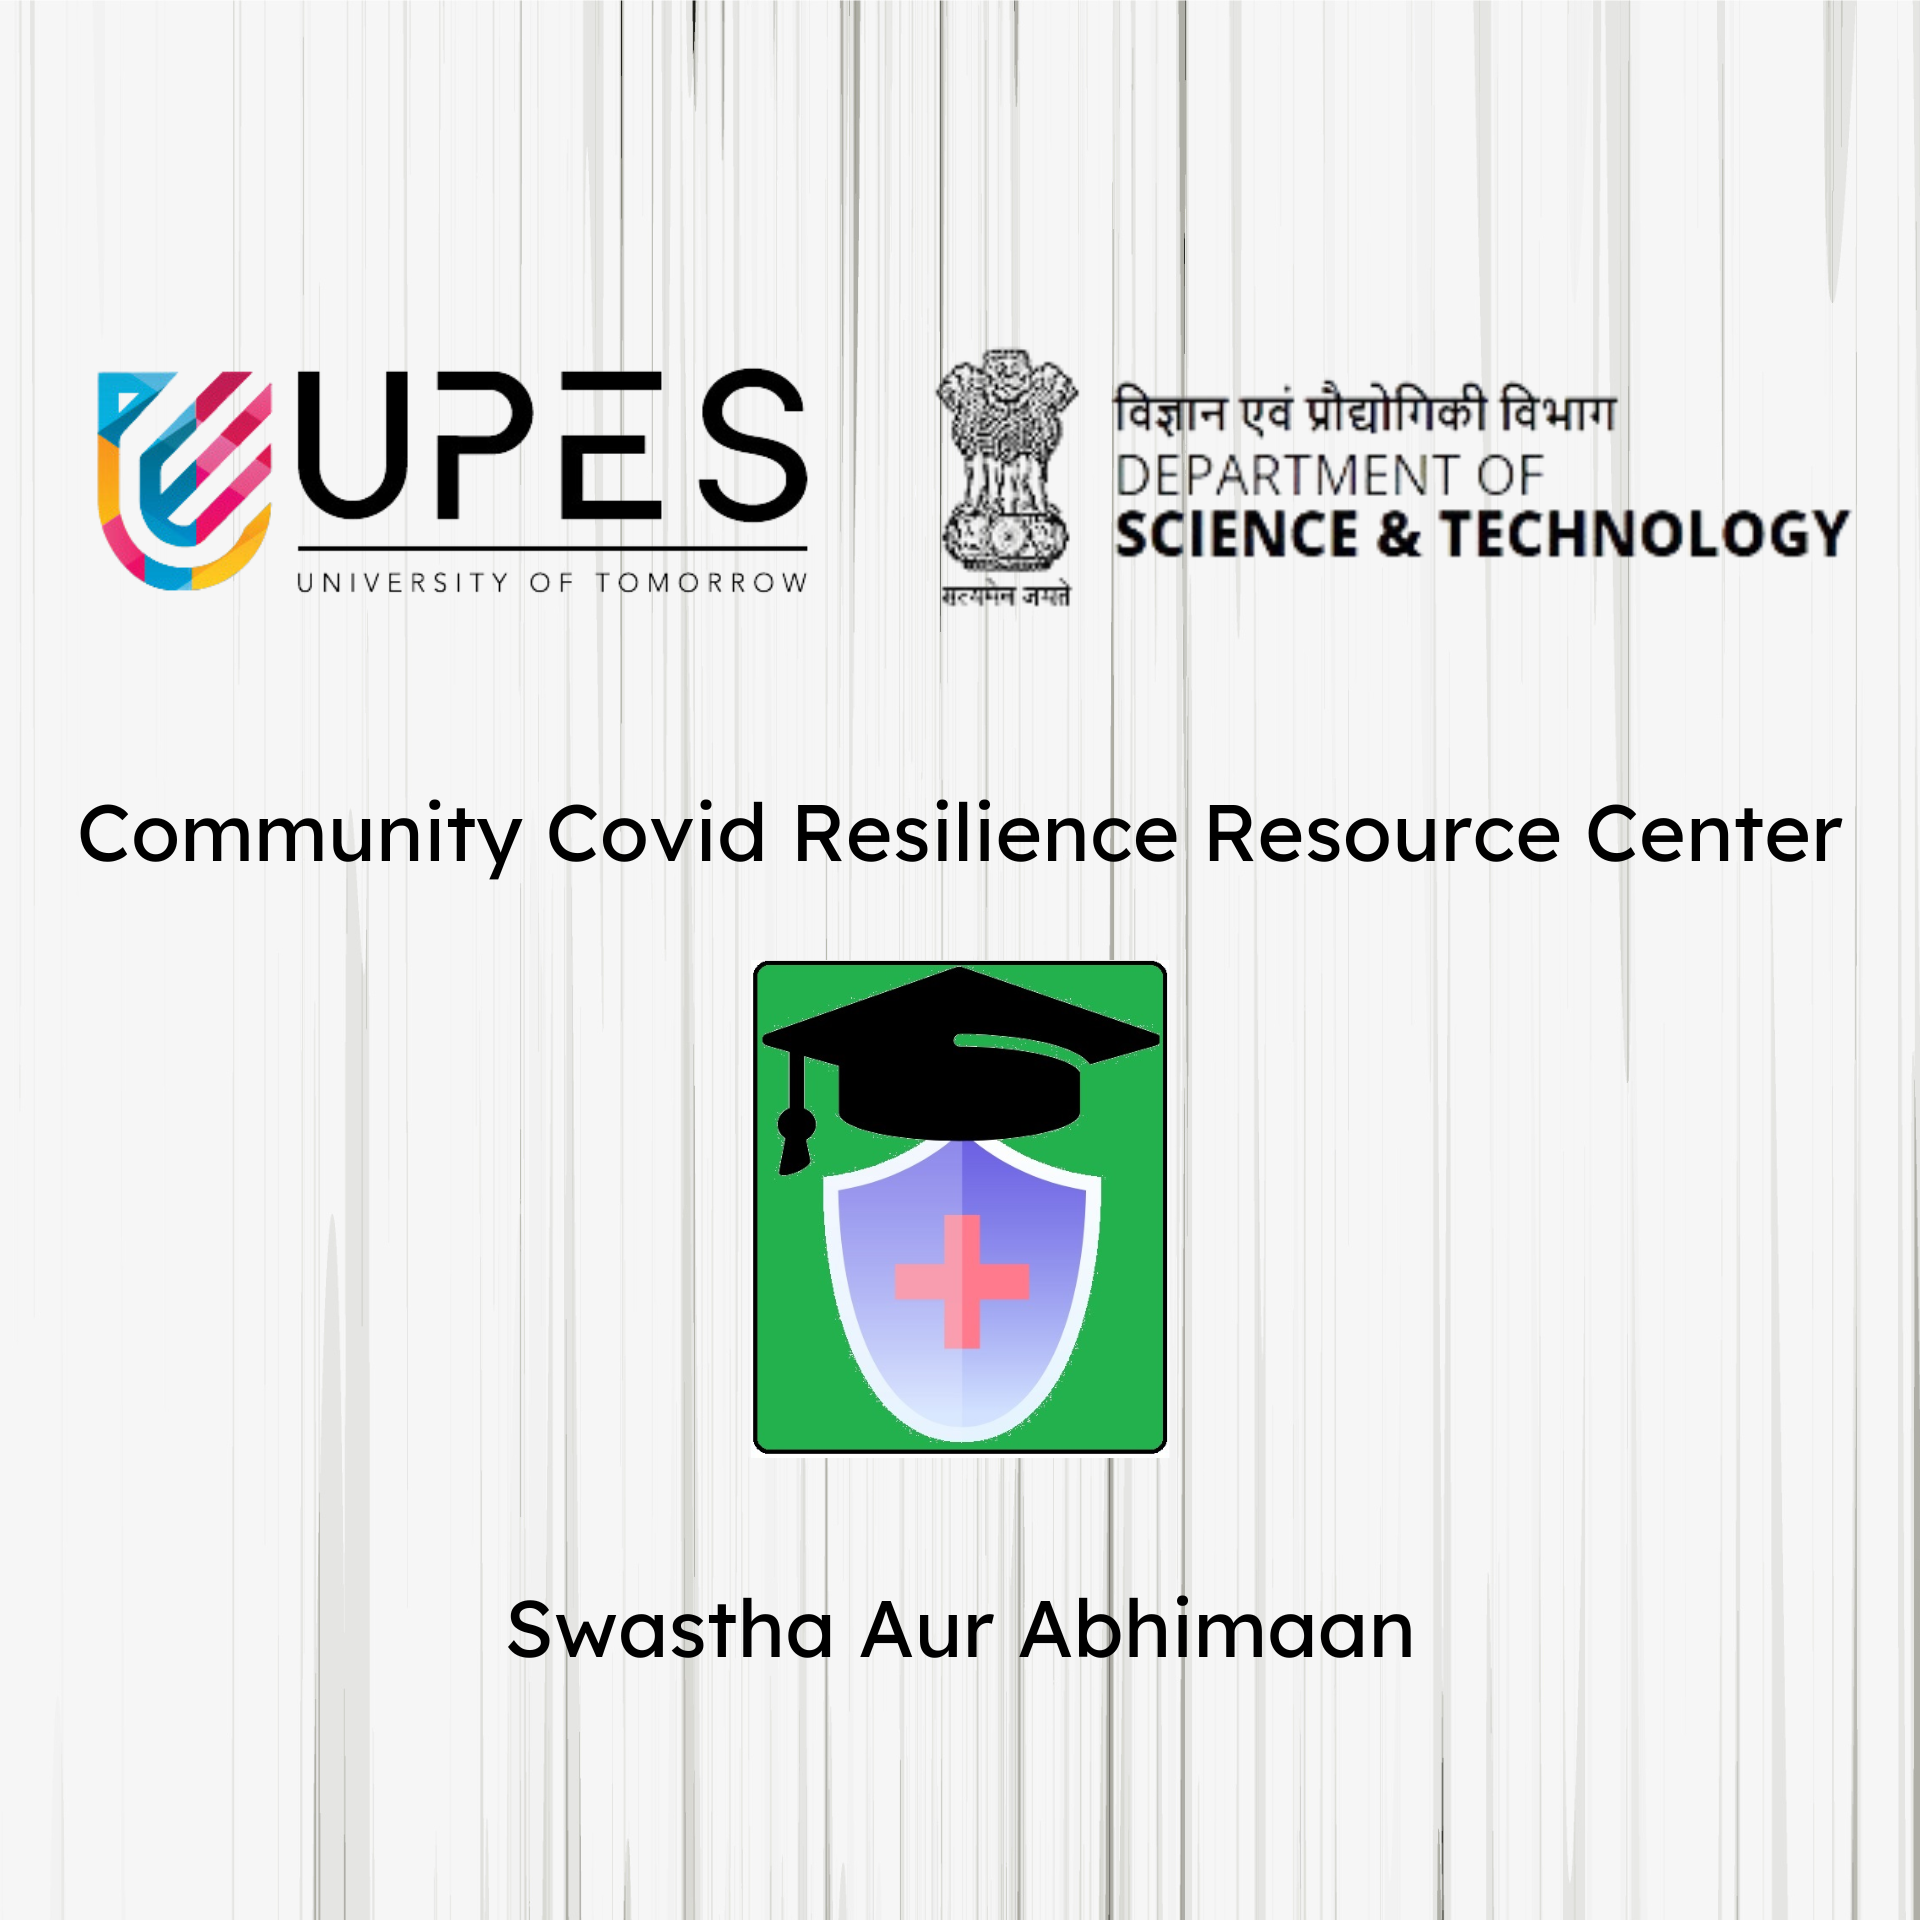 UPES
UNIVERSITY OF TOMORROW
विज्ञान एवं प्रौद्योगिकी विभाग
DEPARTMENT OF
SCIENCE & TECHNOLOGY
सत्यमेव जयते
Community Covid Resilience Resource Center
Swastha Aur Abhimaan